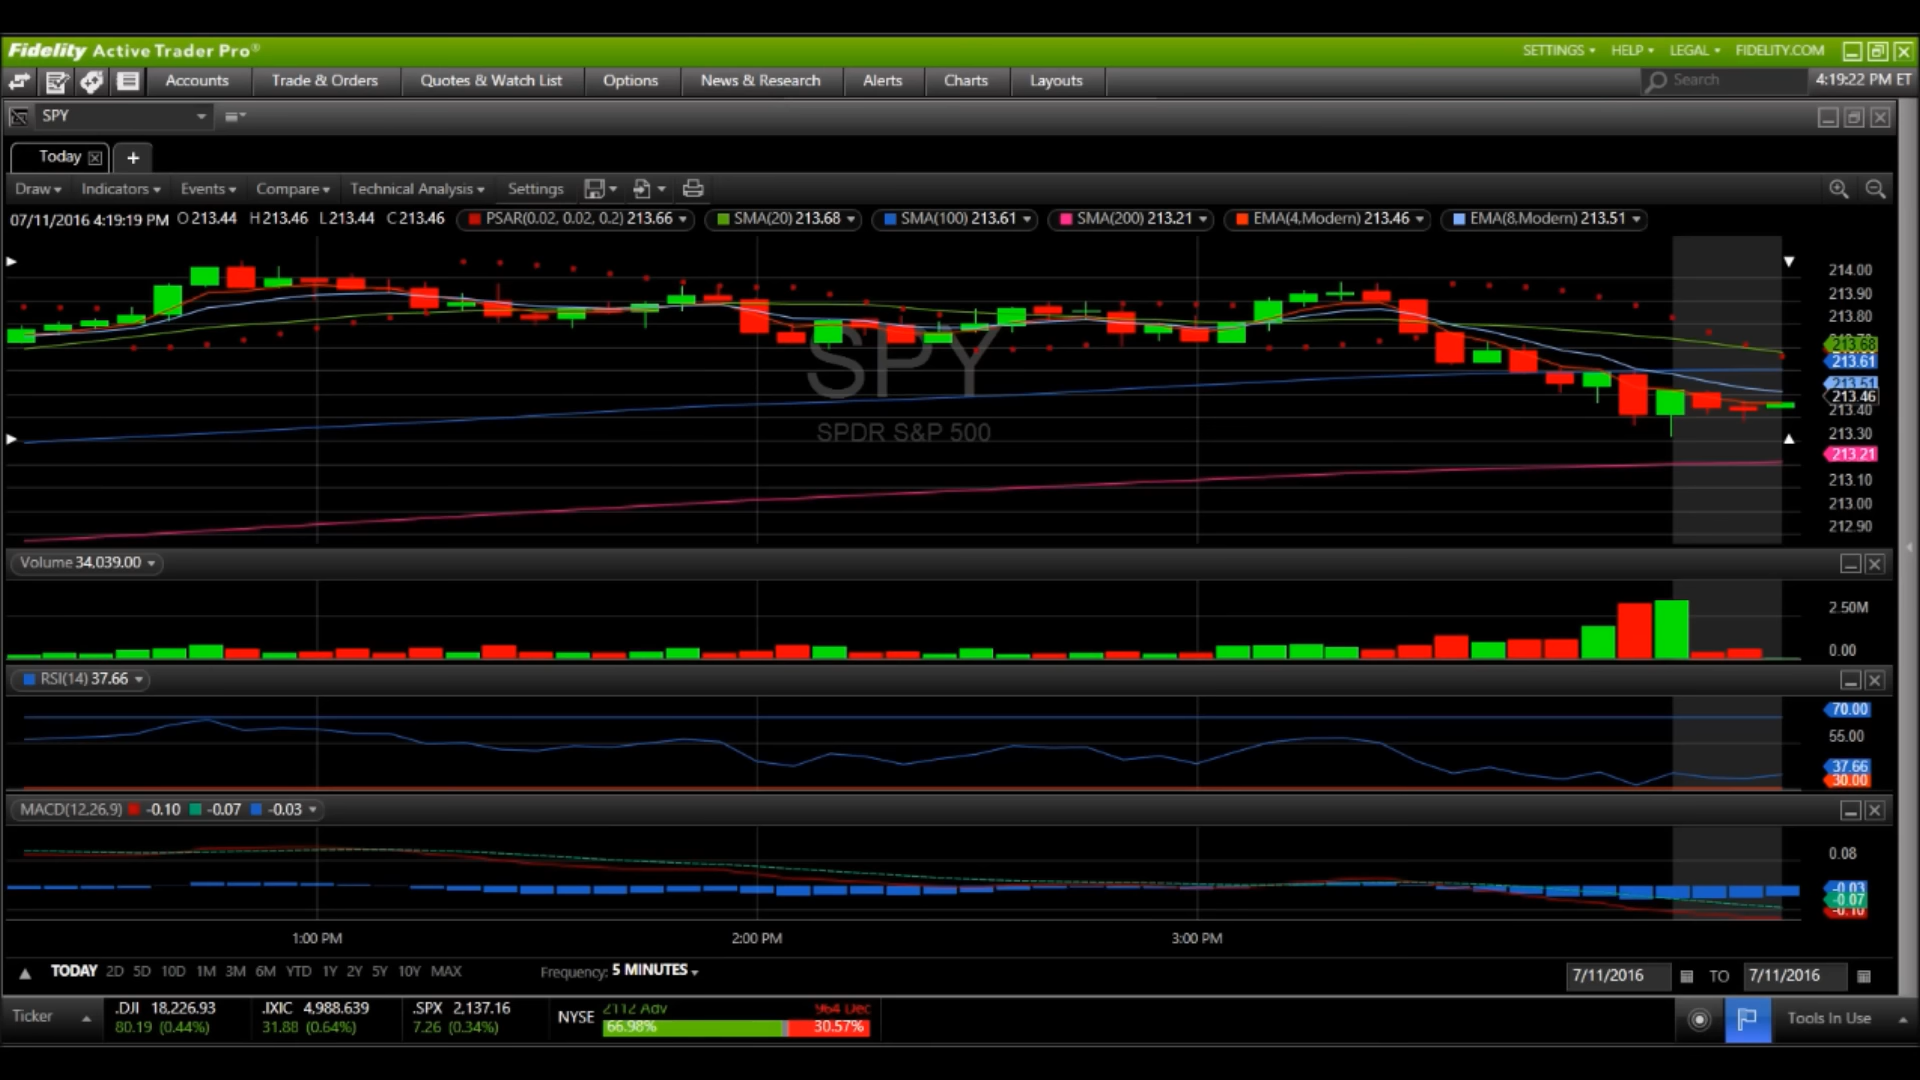 Fidelity Active Trader Pro® SETTINGS HELP LEGAL FIDELITY.COM
Accounts Trade & Orders Quotes & Watch List Options News & Research Alerts Charts Layouts Search 4:19:22 PM ET
SPY
Today +
Draw Indicators Events Compare Technical Analysis Settings
07/11/2016 4:19:19 PM O 213.44 H 213.46 L 213.44 C 213.46 PSAR(0.02, 0.02, 0.2) 213.66 SMA(20) 213.68 SMA(100) 213.61 SMA(200) 213.21 EMA(4,Modern) 213.46 EMA(8,Modern) 213.51
214.00
213.90
213.80
213.68
213.61
213.51
213.46
213.40
213.30
213.21
213.10
213.00
212.90
SPY
SPDR S&P 500
Volume 34,039.00
2.50M
0.00
RSI(14) 37.66
70.00
55.00
37.66
30.00
MACD(12,26,9) -0.10 -0.07 -0.03
0.08
-0.03
-0.07
-0.10
1:00 PM 2:00 PM 3:00 PM
TODAY 2D 5D 10D 1M 3M 6M YTD 1Y 2Y 5Y 10Y MAX Frequency: 5 MINUTES 7/11/2016 TO 7/11/2016
Ticker .DJI 18,226.93 .IXIC 4,988.639 .SPX 2,137.16 NYSE 2112 Adv 964 Dec Tools In Use
80.19 (0.44%) 31.88 (0.64%) 7.26 (0.34%) 66.98% 30.57%